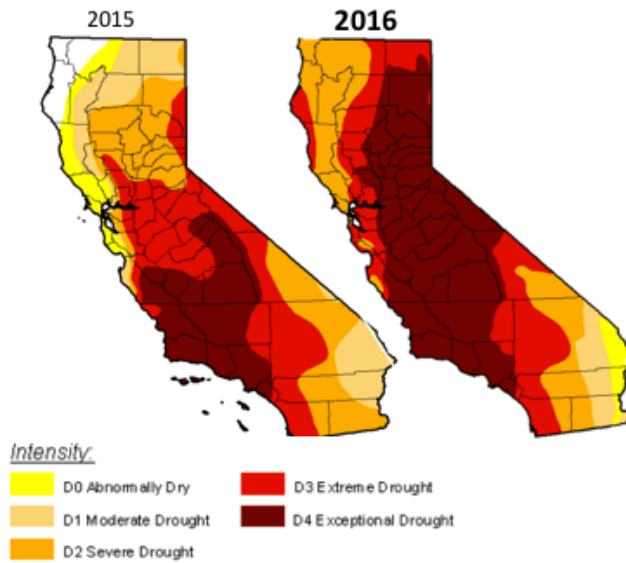 2015
2016
Intensity:
D0 Abnormally Dry
D1 Moderate Drought
D2 Severe Drought
D3 Extreme Drought
D4 Exceptional Drought